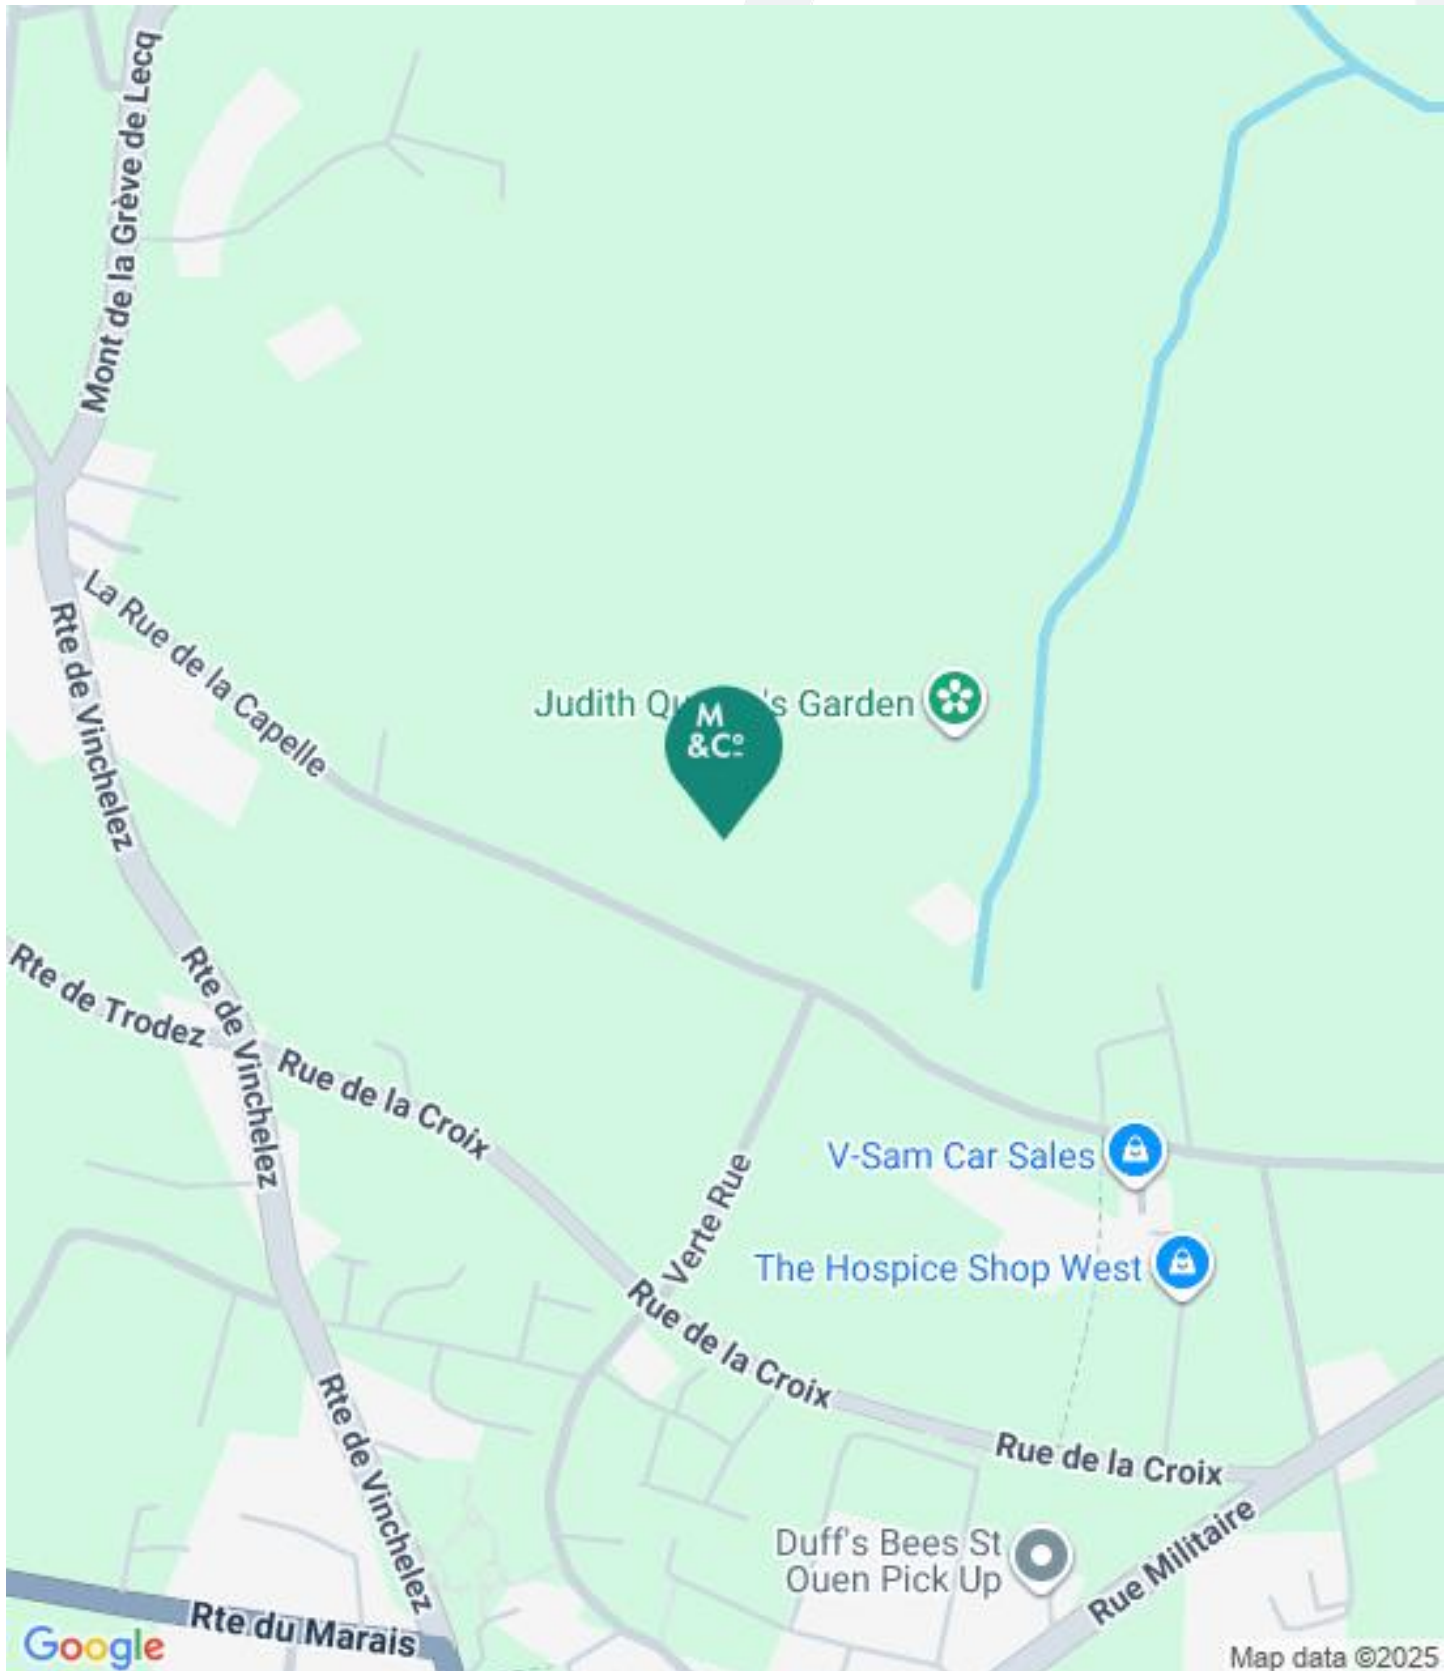 Mont de la Grève de Lecq
La Rue de la Capelle
Rte de Vinchelez
Judith
's Garden
M
&Cº
Rte de Trodez
Rte de Vinchelez
Rue de la Croix
V-Sam Car Sales
Verte Rue
The Hospice Shop West
Rue de la Croix
Rte de Vinchelez
Rue de la Croix
Duff's Bees St
Ouen Pick Up
Rue Militaire
Rte du Marais
Google
Map data ©2025